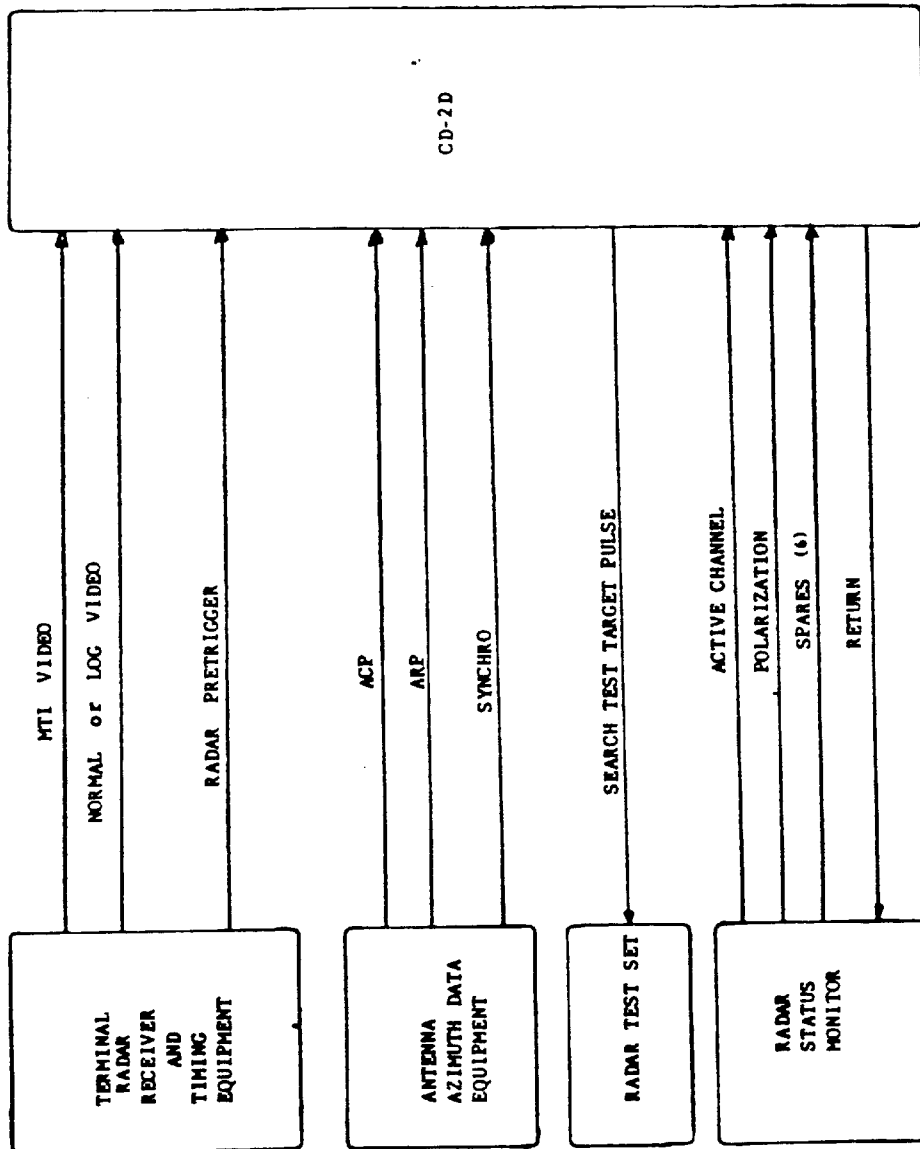 TERMINAL
RADAR
RECEIVER
AND
TIMING
EQUIPMENT
MTI VIDEO
NORMAL or LOG VIDEO
RADAR PRETRIGGER
ANTENNA
AZIMUTH DATA
EQUIPMENT
ACP
ARP
SYNCHRO
RADAR TEST SET
SEARCH TEST TARGET PULSE
RADAR
STATUS
MONITOR
ACTIVE CHANNEL
POLARIZATION
SPARES (6)
RETURN
CD-2D